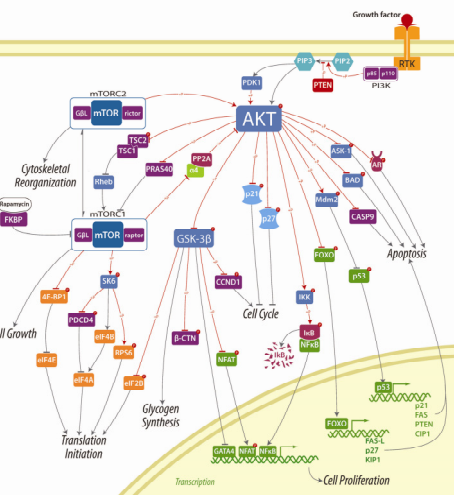 Growth factor
PIP3
PIP2
RTK
p85
p110
PI3K
PDK1
PTEN
mTORC2
GβL
mTOR
rictor
AKT
TSC2
TSC1
PP2A
α4
PRAS40
ASK-1
AR
Cytoskeletal
Reorganization
Rheb
BAD
p21
p27
Mdm2
Rapamycin
FKBP
mTORC1
GβL
mTOR
raptor
CASP9
GSK-3β
FOXO
Apoptosis
p53
4E-BP1
SK6
CCND1
IKK
ll Growth
PDCD4
eIF4B
Cell Cycle
β-CTN
IκB
NFκB
IκB
eIF4F
RPS6
NFAT
eIF4A
eIF2B
p53
p21
FAS
PTEN
CIP1
Glycogen
Synthesis
FOXO
FAS-L
p27
KIP1
Translation
Initiation
GATA4
NFAT
NFκB
Transcription
Cell Proliferation